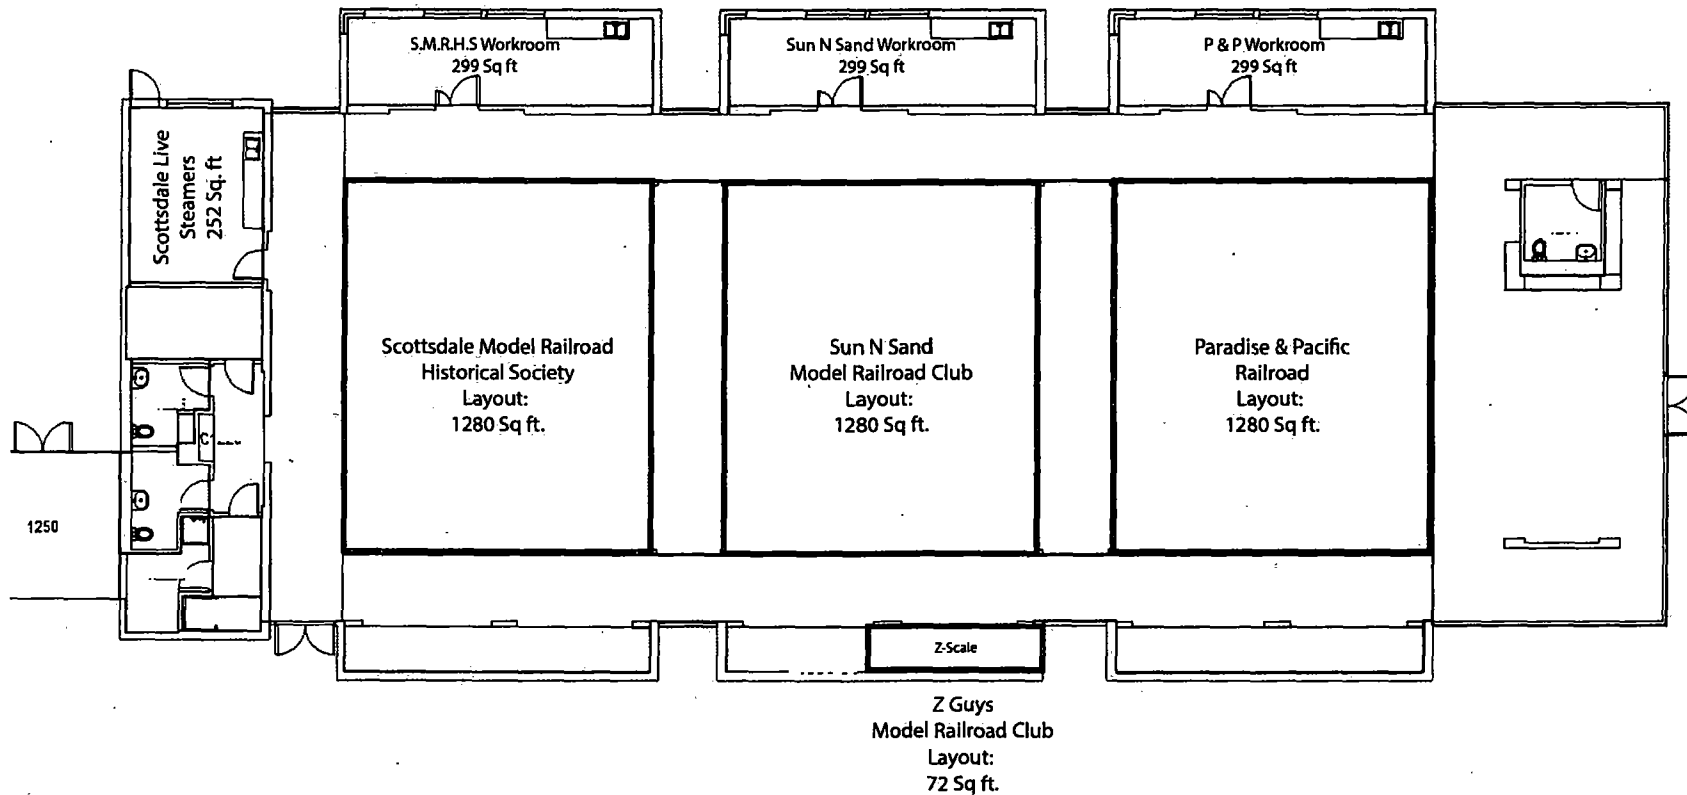 S.M.R.H.S Workroom
299 Sq ft
Sun N Sand Workroom
299 Sq ft
P & P Workroom
299 Sq ft
Scottsdale Live
Steamers
252 Sq. ft
Scottsdale Model Railroad
Historical Society
Layout:
1280 Sq ft.
Sun N Sand
Model Railroad Club
Layout:
1280 Sq ft.
Paradise & Pacific
Railroad
Layout:
1280 Sq ft.
1250
Z-Scale
Z Guys
Model Railroad Club
Layout:
72 Sq ft.